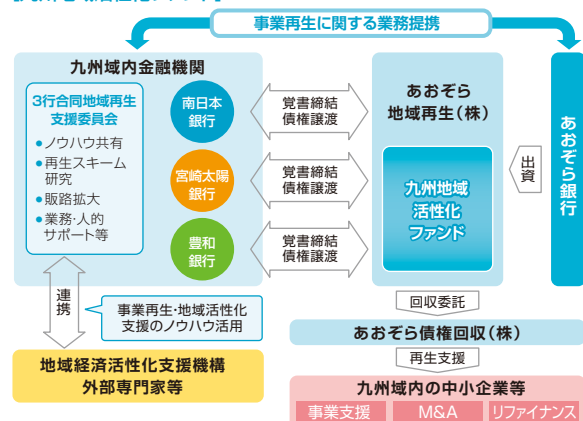 事業再生に関する業務提携
九州域内金融機関
3行合同地域再生
支援委員会
●ノウハウ共有
●再生スキーム
研究
●販路拡大
●業務・人的
サポート等
南日本
銀行
宮崎太陽
銀行
豊和
銀行
覚書締結
債権譲渡
覚書締結
債権譲渡
覚書締結
債権譲渡
あおぞら
地域再生(株)
九州地域
活性化
ファンド
出資
あおぞら銀行
連携
事業再生・地域活性化
支援のノウハウ活用
地域経済活性化支援機構
外部専門家等
回収委託
あおぞら債権回収(株)
再生支援
九州域内の中小企業等
事業支援
M&A
リファイナンス